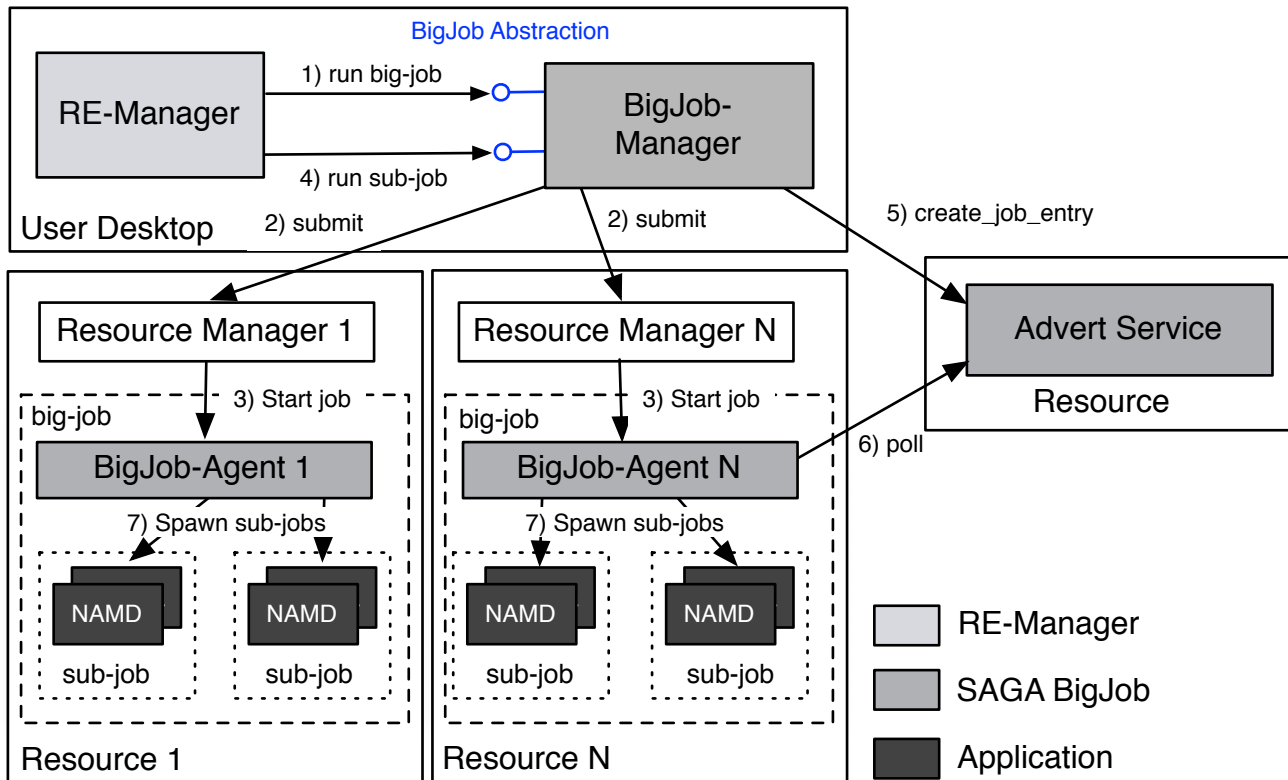 BigJob Abstraction
1) run big-job
RE-Manager
BigJob-
Manager
4) run sub-job
User Desktop
2) submit
2) submit
5) create_job_entry
Resource Manager 1
3) Start job
big-job
BigJob-Agent 1
7) Spawn sub-jobs
NAMD
NAMD
sub-job
sub-job
Resource 1
Resource Manager N
3) Start job
big-job
BigJob-Agent N
7) Spawn sub-jobs
NAMD
NAMD
sub-job
sub-job
Resource N
Advert Service
Resource
6) poll
RE-Manager
SAGA BigJob
Application